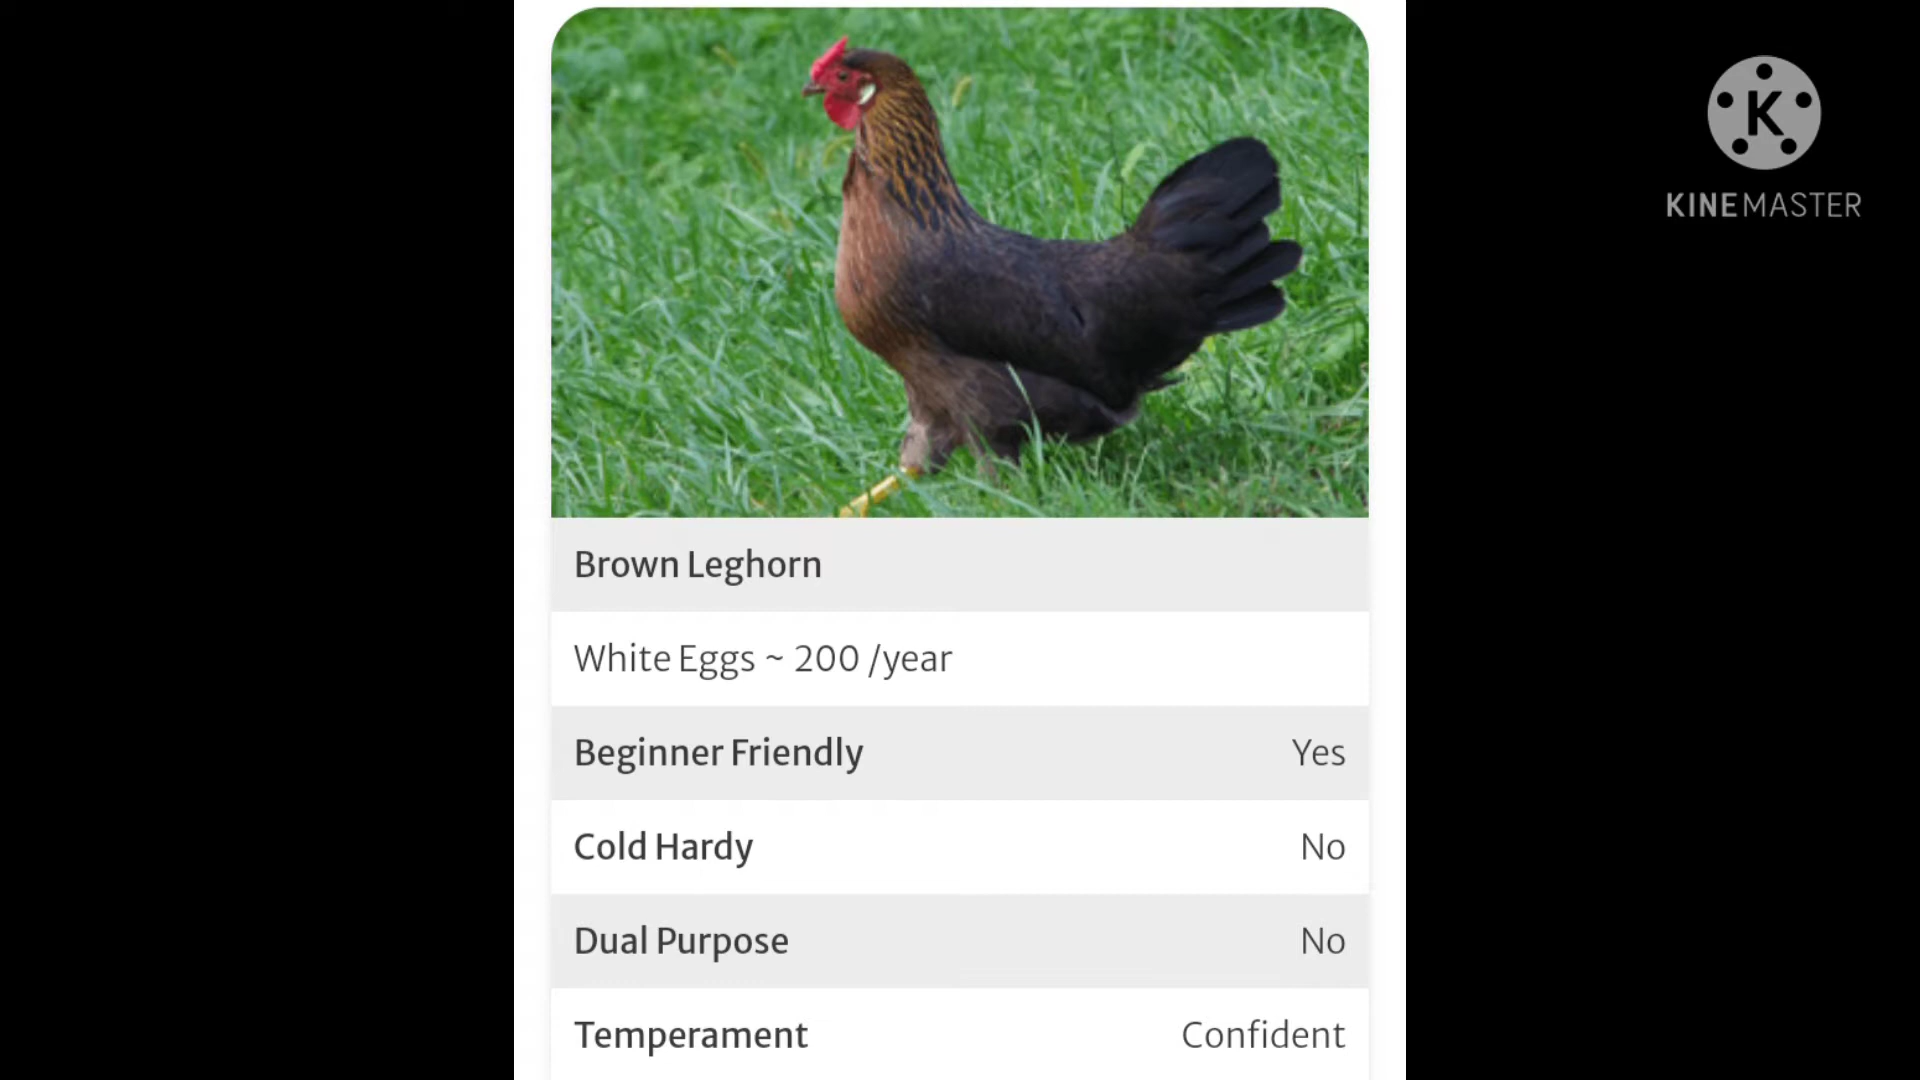 K
KINEMASTER
Brown Leghorn
White Eggs ~ 200 /year
Beginner Friendly Yes
Cold Hardy No
Dual Purpose No
Temperament Confident